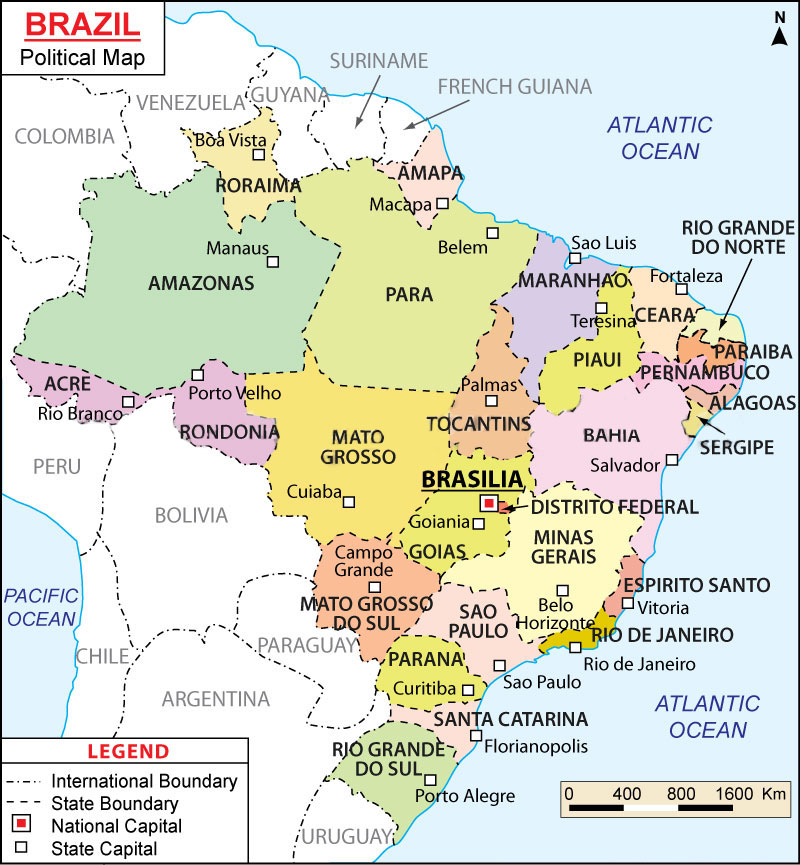 BRAZIL
Political Map
N
SURINAME
FRENCH GUIANA
VENEZUELA
GUYANA
COLOMBIA
ATLANTIC
OCEAN
Boa Vista
RORAIMA
AMAPA
Macapa
Belem
Manaus
AMAZONAS
PARA
Sao Luis
MARANHAO
RIO GRANDE
DO NORTE
Fortaleza
CEARA
Teresina
PIAUI
PARAIBA
PERNAMBUCO
ALAGOAS
SERGIPE
ACRE
Rio Branco
Porto Velho
RONDONIA
Palmas
TOCANTINS
MATO
GROSSO
Cuiaba
BAHIA
Salvador
PERU
BOLIVIA
BRASILIA
DISTRITO FEDERAL
Goiania
GOIAS
MINAS
GERAIS
Belo
Horizonte
Campo
Grande
MATO GROSSO
DO SUL
ESPIRITO SANTO
Vitoria
PACIFIC
OCEAN
CHILE
PARAGUAY
SAO
PAULO
Sao Paulo
RIO DE JANEIRO
Rio de Janeiro
PARANA
Curitiba
ARGENTINA
SANTA CATARINA
Florianopolis
ATLANTIC
OCEAN
RIO GRANDE
DO SUL
Porto Alegre
URUGUAY
LEGEND
International Boundary
State Boundary
National Capital
State Capital
0 400 800 1600 Km